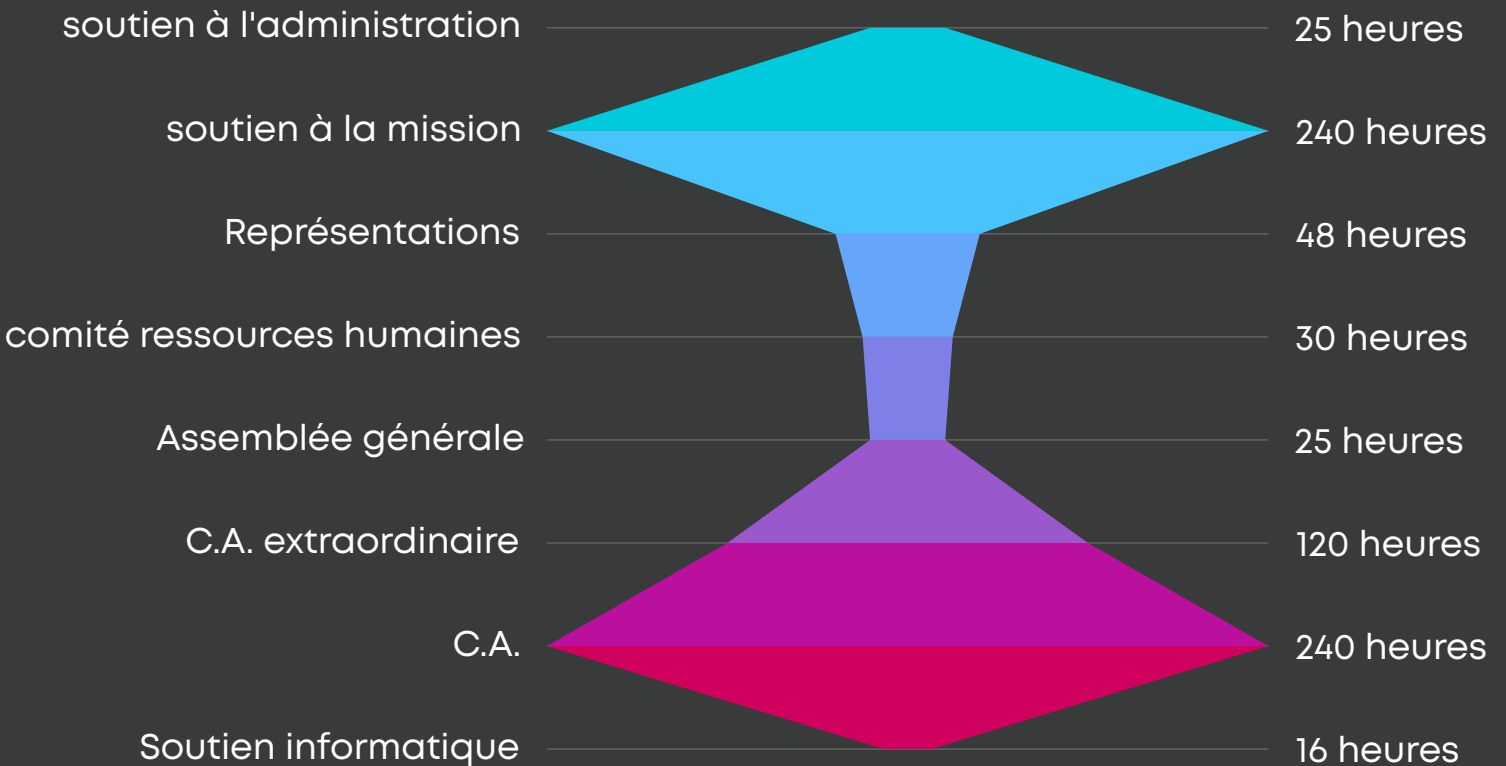 soutien à l'administration 25 heures
soutien à la mission 240 heures
Représentations 48 heures
comité ressources humaines 30 heures
Assemblée générale 25 heures
C.A. extraordinaire 120 heures
C.A. 240 heures
Soutien informatique 16 heures